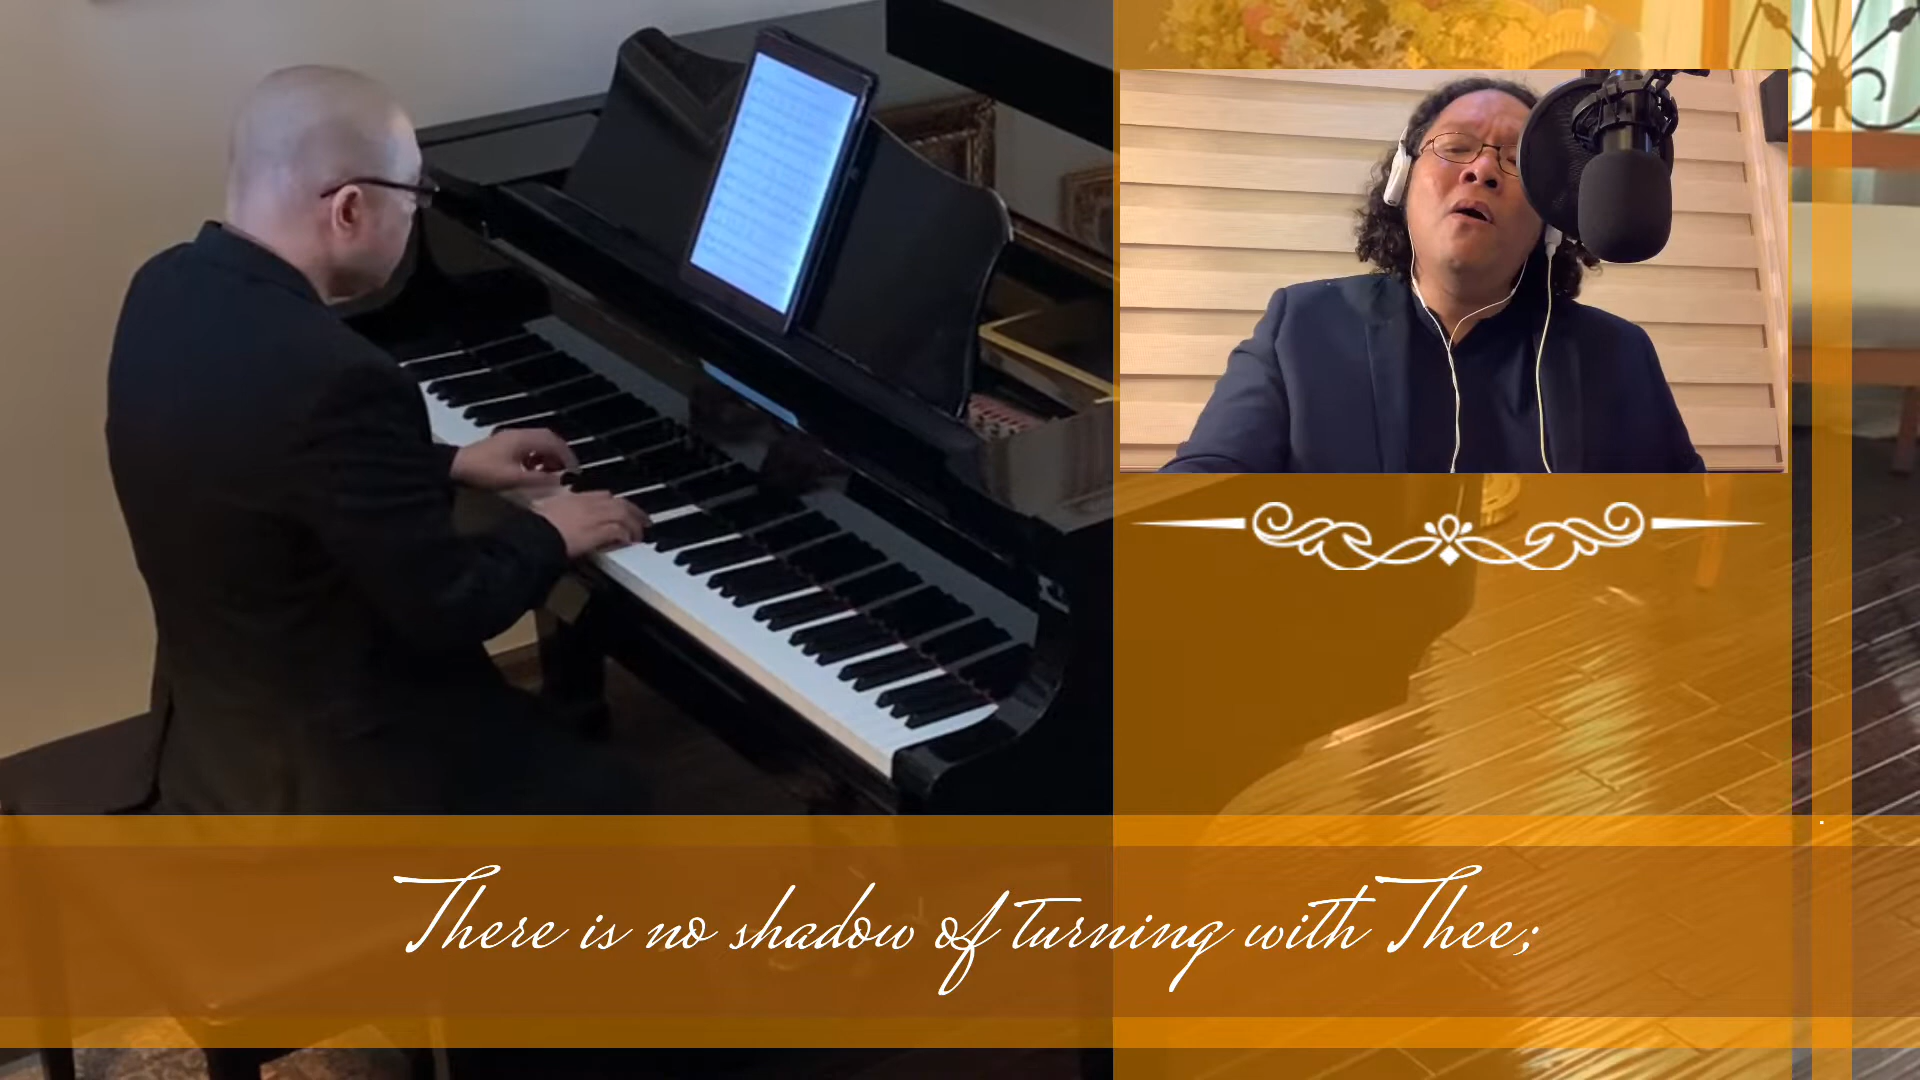 There is no shadow of turning with Thee;